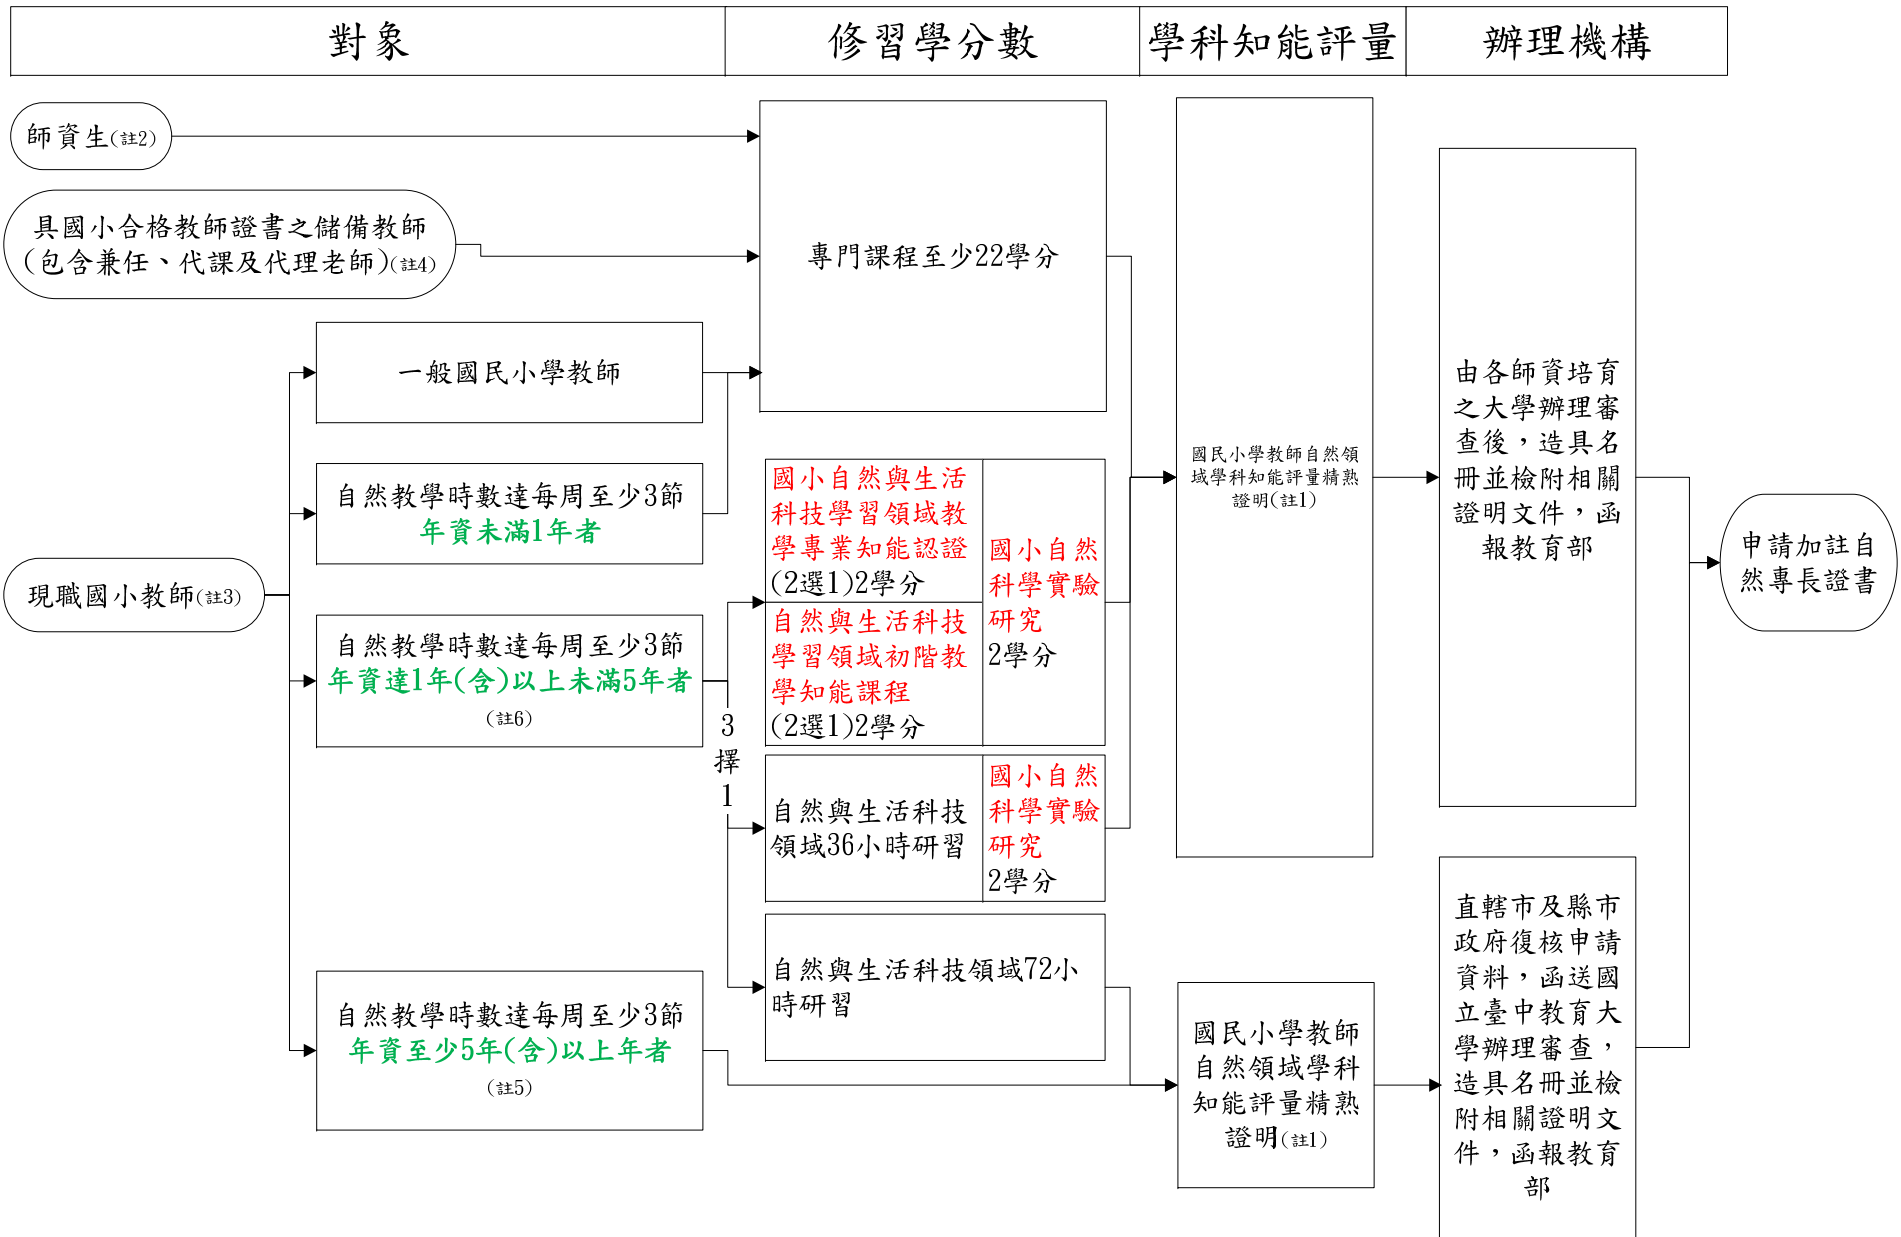 對象
修習學分數
學科知能評量
辦理機構
師資生(註2)
具國小合格教師證書之儲備教師
(包含兼任、代課及代理老師)(註4)
現職國小教師(註3)
一般國民小學教師
自然教學時數達每周至少3節
年資未滿1年者
自然教學時數達每周至少3節
年資達1年(含)以上未滿5年者
(註6)
自然教學時數達每周至少3節
年資至少5年(含)以上年者
(註5)
3
擇
1
專門課程至少22學分
國小自然與生活
科技學習領域教
學專業知能認證
(2選1)2學分
自然與生活科技
學習領域初階教
學知能課程
(2選1)2學分
國小自然
科學實驗
研究
2學分
自然與生活科技
領域36小時研習
國小自然
科學實驗
研究
2學分
自然與生活科技領域72小
時研習
國民小學教師自然領
域學科知能評量精熟
證明(註1)
國民小學教師
自然領域學科
知能評量精熟
證明(註1)
由各師資培育
之大學辦理審
查後，造具名
冊並檢附相關
證明文件，函
報教育部
直轄市及縣市
政府復核申請
資料，函送國
立臺中教育大
學辦理審查，
造具名冊並檢
附相關證明文
件，函報教育
部
申請加註自
然專長證書